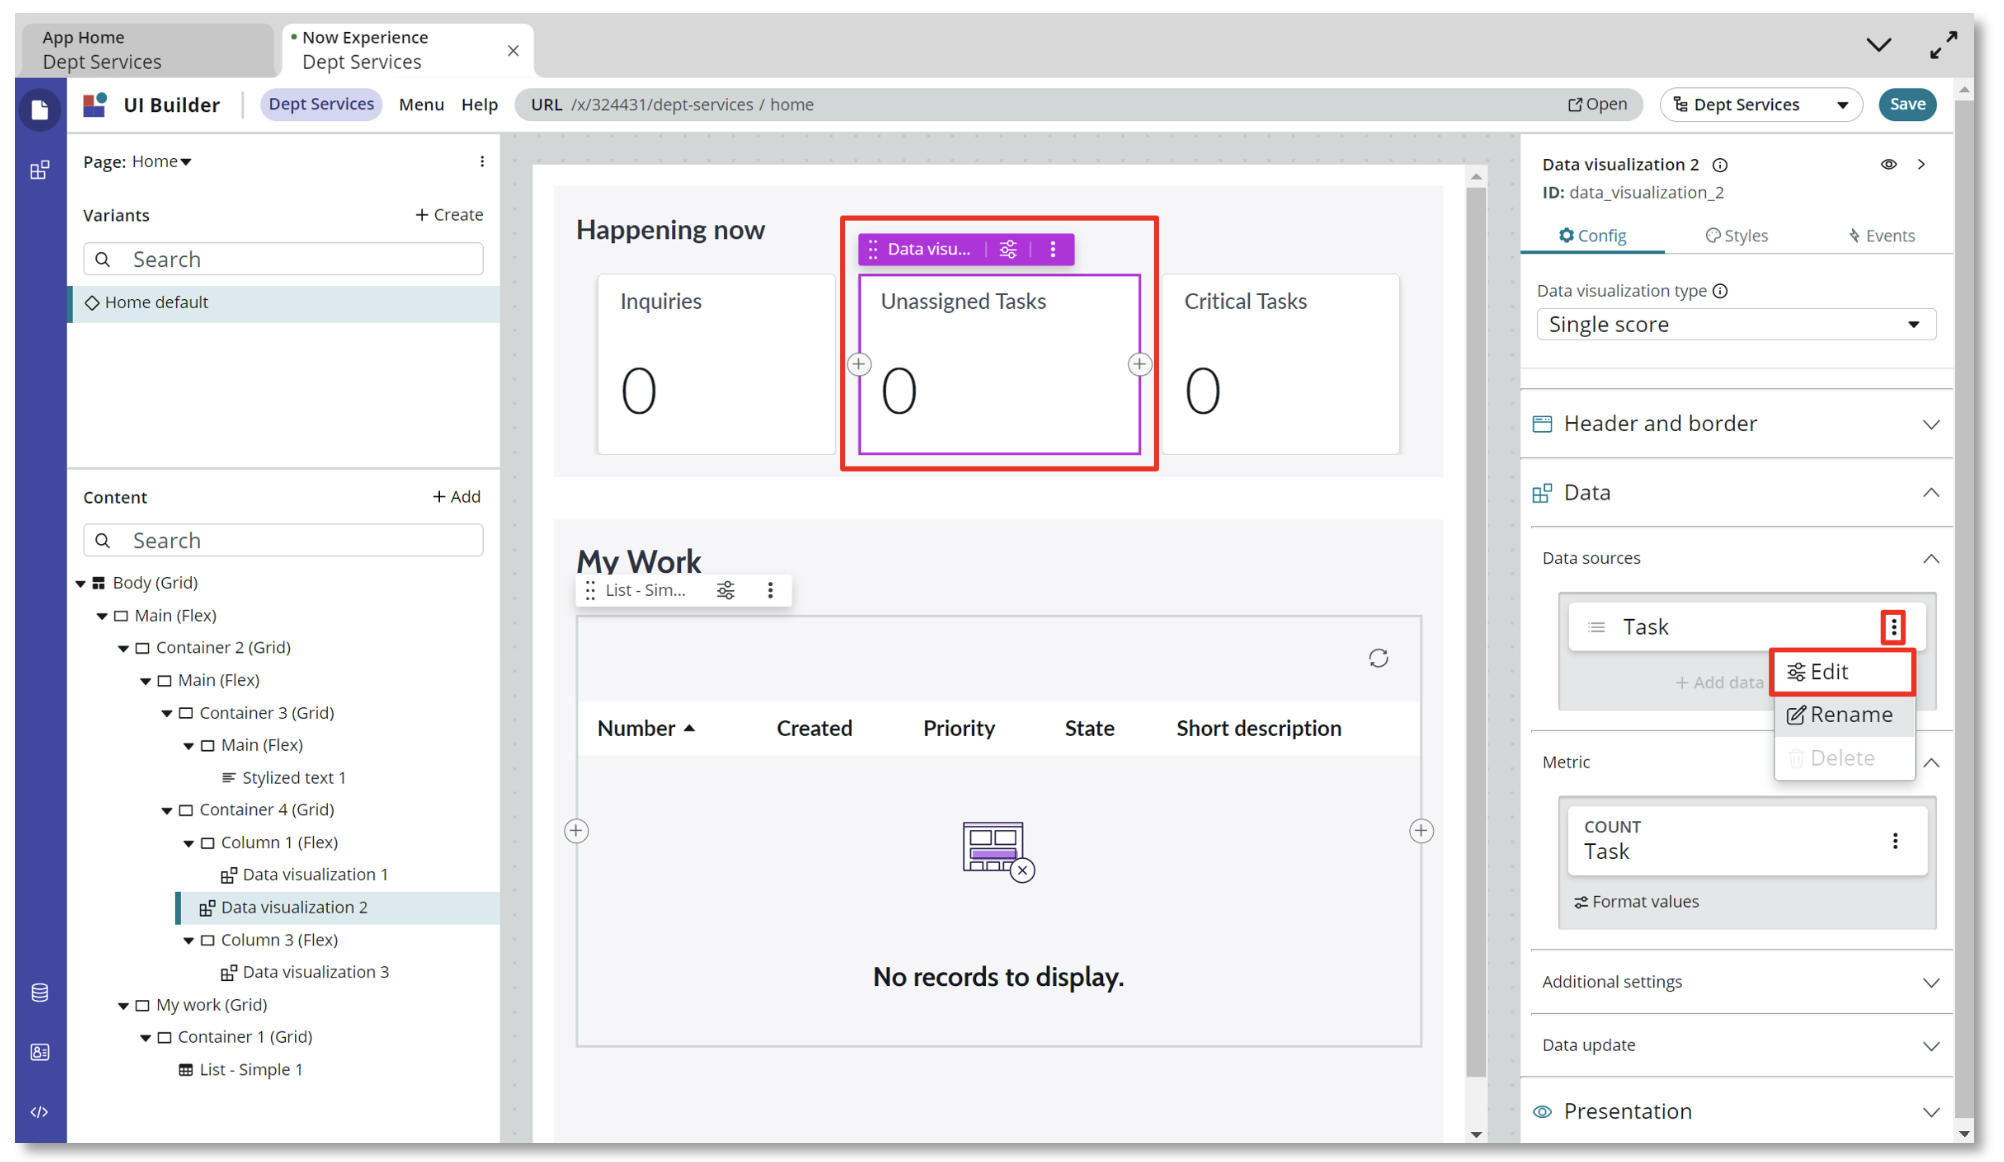 App Home
Dept Services
Now Experience
Dept Services
UI Builder
Dept Services
Menu
Help
URL /x/324431/dept-services / home
Open
Dept Services
Save
Page: Home
Variants
+ Create
Search
Home default
Content
+ Add
Search
Body (Grid)
Main (Flex)
Container 2 (Grid)
Main (Flex)
Container 3 (Grid)
Main (Flex)
Stylized text 1
Container 4 (Grid)
Column 1 (Flex)
Data visualization 1
Data visualization 2
Column 3 (Flex)
Data visualization 3
My work (Grid)
Container 1 (Grid)
List - Simple 1
Happening now
Data visu...
Inquiries
0
Unassigned Tasks
0
Critical Tasks
0
My Work
List - Sim...
Number
Created
Priority
State
Short description
No records to display.
Data visualization 2
ID: data_visualization_2
Config
Styles
Events
Data visualization type
Single score
Header and border
Data
Data sources
Task
+ Add data
Edit
Rename
Delete
Metric
COUNT
Task
Format values
Additional settings
Data update
Presentation